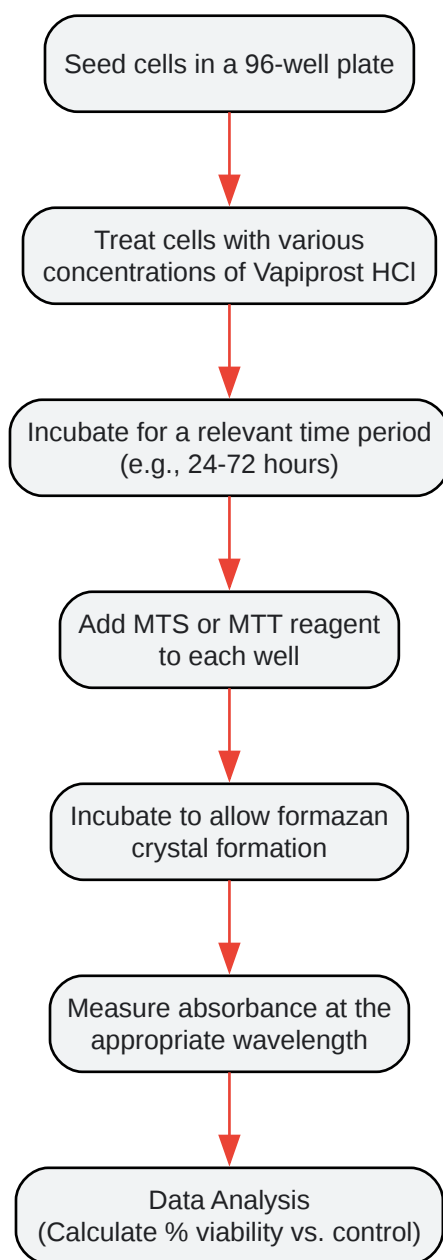 Seed cells in a 96-well plate
Treat cells with various
concentrations of Vapiprost HCl
Incubate for a relevant time period
(e.g., 24-72 hours)
Add MTS or MTT reagent
to each well
Incubate to allow formazan
crystal formation
Measure absorbance at the
appropriate wavelength
Data Analysis
(Calculate % viability vs. control)